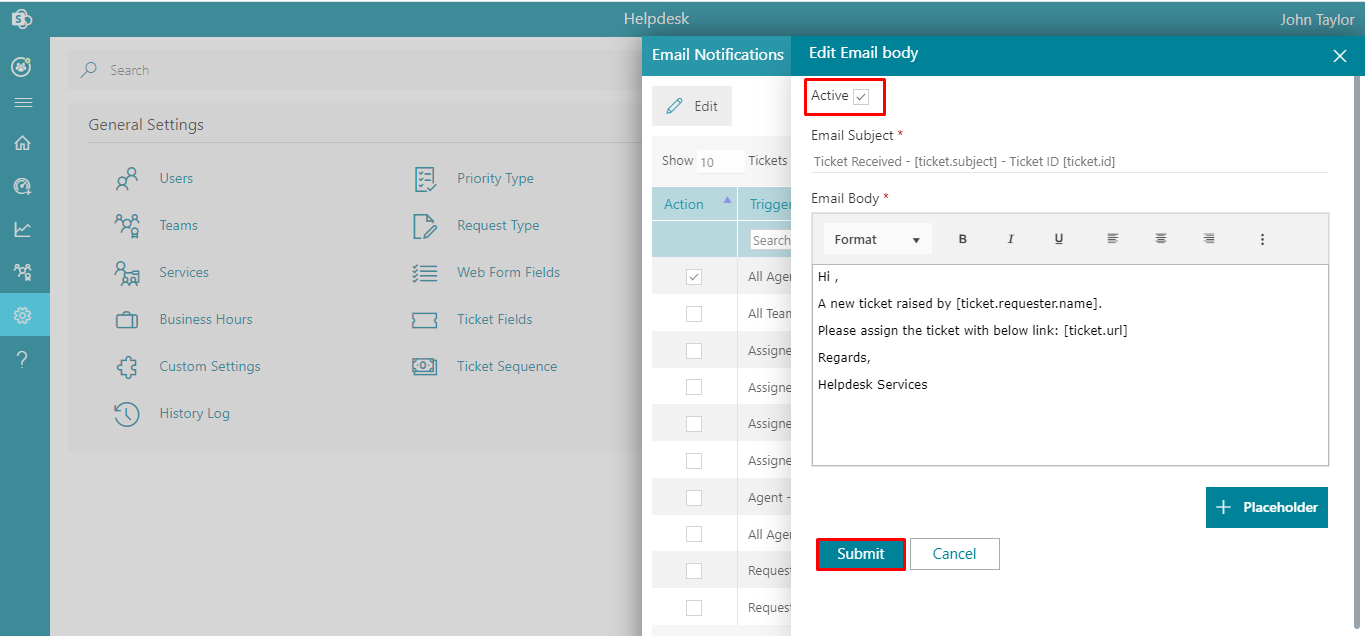 Helpdesk
John Taylor
Search
General Settings
Users
Priority Type
Teams
Request Type
Services
Web Form Fields
Business Hours
Ticket Fields
Custom Settings
Ticket Sequence
History Log
Email Notifications
Edit
Show 10 Tickets
Action Trigger
Search
All Agen
All Tean
Assigne
Assigne
Assigne
Assigne
Agent -
All Agen
Request
Request
Edit Email body
Active
Email Subject *
Ticket Received - [ticket.subject] - Ticket ID [ticket.id]
Email Body *
Format B I U
Hi ,
A new ticket raised by [ticket.requester.name].
Please assign the ticket with below link: [ticket.url]
Regards,
Helpdesk Services
+ Placeholder
Submit Cancel